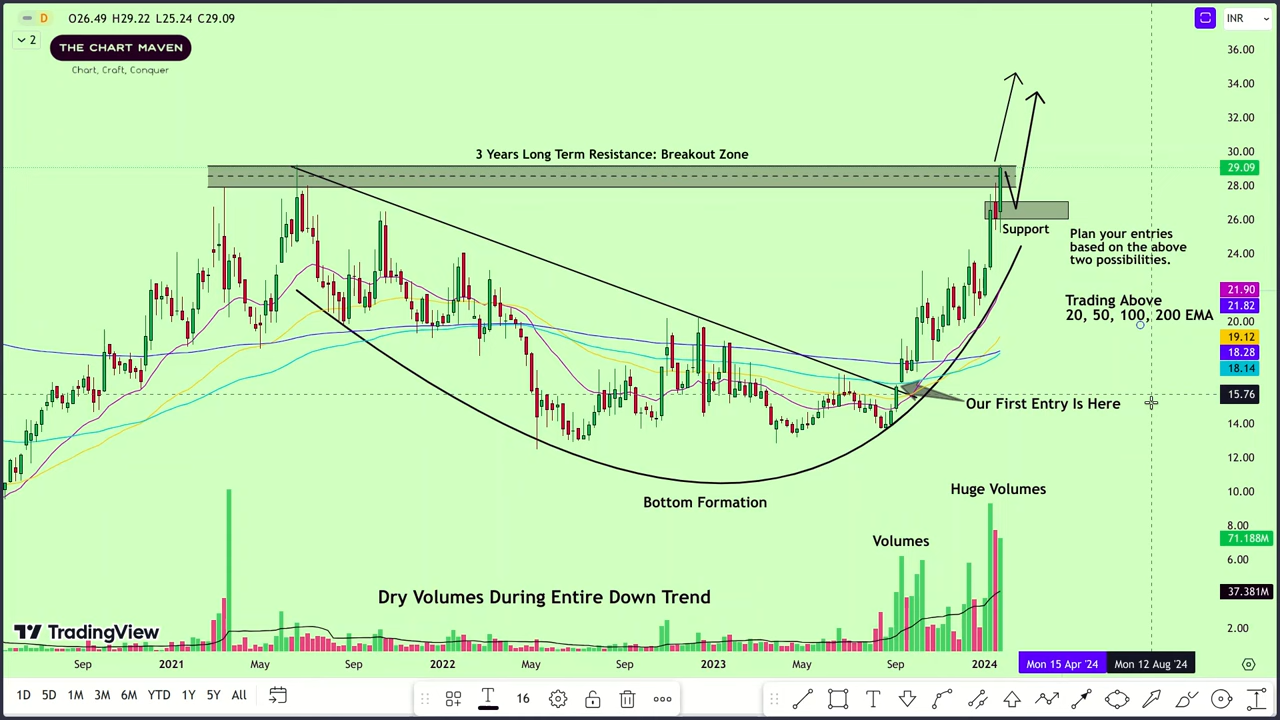 D O26.49 H29.22 L25.24 C29.09
INR
2
THE CHART MAVEN
Chart, Craft, Conquer
36.00
34.00
32.00
3 Years Long Term Resistance: Breakout Zone
30.00
29.09
28.00
26.00
Support
Plan your entries
based on the above
two possibilities.
24.00
21.90
Trading Above
20, 50, 100, 200 EMA
21.82
20.00
19.12
18.28
18.14
15.76
Our First Entry Is Here
14.00
12.00
Bottom Formation
Huge Volumes
10.00
8.00
Volumes
71.188M
6.00
Dry Volumes During Entire Down Trend
37.381M
TradingView
2.00
Sep 2021 May Sep 2022 May Sep 2023 May Sep 2024 Mon 15 Apr '24 Mon 12 Aug '24
1D 5D 1M 3M 6M YTD 1Y 5Y All
T 16 T